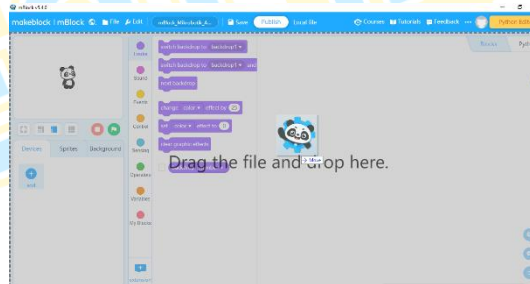 mBlock v5.1.0
makeblock | mBlock File Edit Save Publish Local file Courses Tutorials Feedback ••• Python Editor
Looks
switch backdrop to backdrop1
switch backdrop to backdrop1 and
next backdrop
change color effect by 25
set color effect to 0
clear graphic effects
Events
Control
Sensing
Operators
Variables
My Blocks
Devices Sprites Background
add
Blocks
Drag the file and drop here.
Move